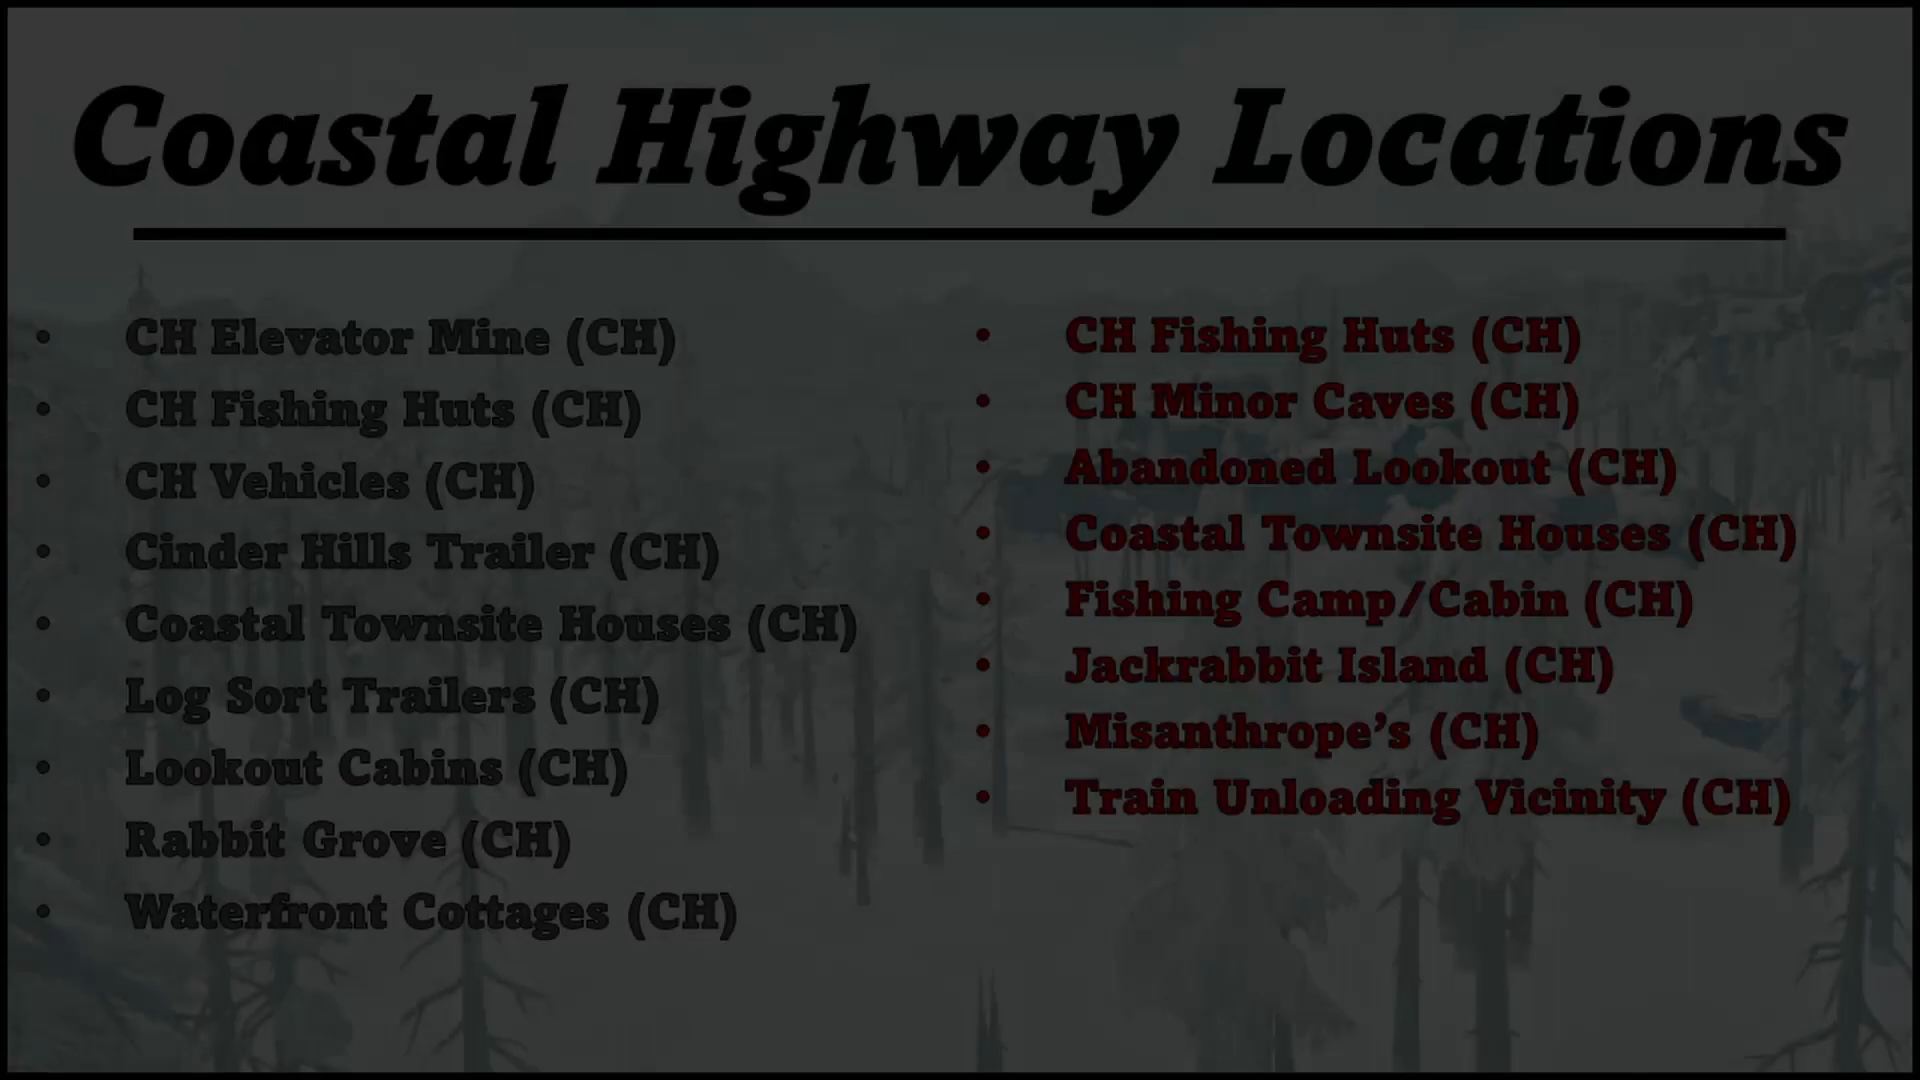 Coastal Highway Locations
• CH Elevator Mine (CH)
• CH Fishing Huts (CH)
• CH Vehicles (CH)
• Cinder Hills Trailer (CH)
• Coastal Townsite Houses (CH)
• Log Sort Trailers (CH)
• Lookout Cabins (CH)
• Rabbit Grove (CH)
• Waterfront Cottages (CH)
• CH Fishing Huts (CH)
• CH Minor Caves (CH)
• Abandoned Lookout (CH)
• Coastal Townsite Houses (CH)
• Fishing Camp/Cabin (CH)
• Jackrabbit Island (CH)
• Misanthrope’s (CH)
• Train Unloading Vicinity (CH)